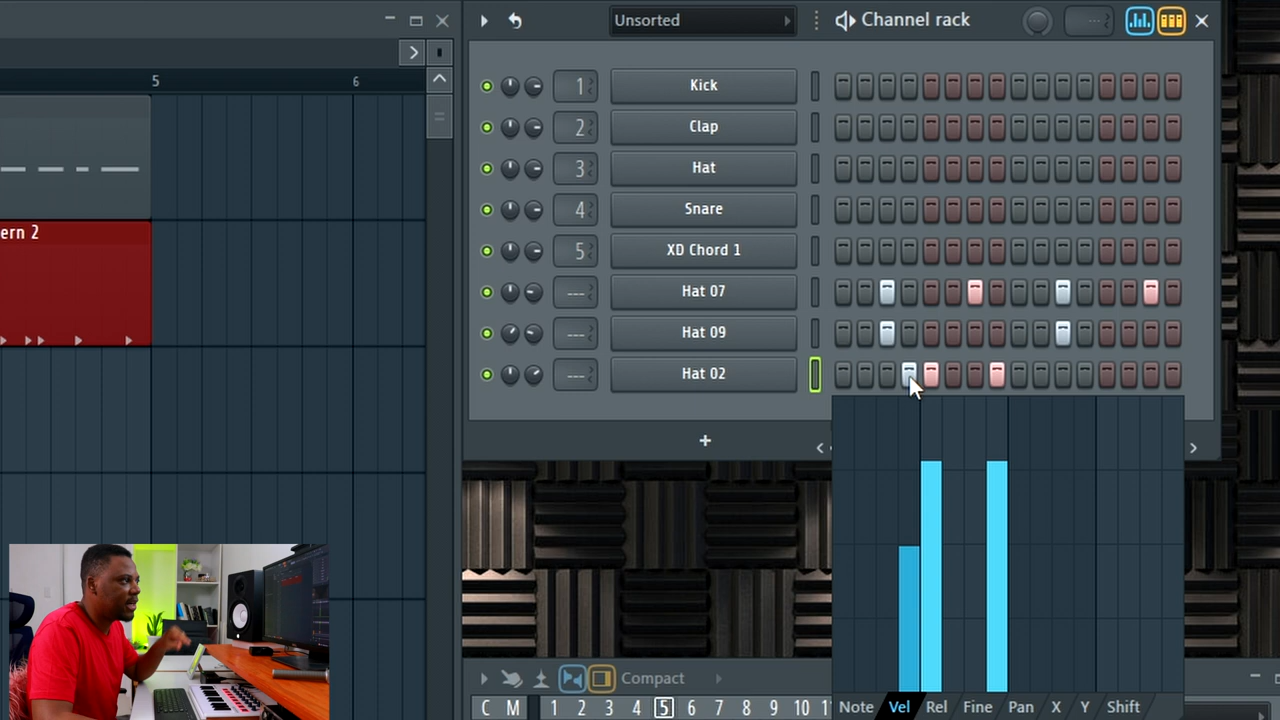 Unsorted
Channel rack
5 6
1 Kick
2 Clap
3 Hat
4 Snare
5 XD Chord 1
--- Hat 07
--- Hat 09
--- Hat 02
ern 2
+
Compact
C M 1 2 3 4 5 6 7 8 9 10
Note Vel Rel Fine Pan X Y Shift